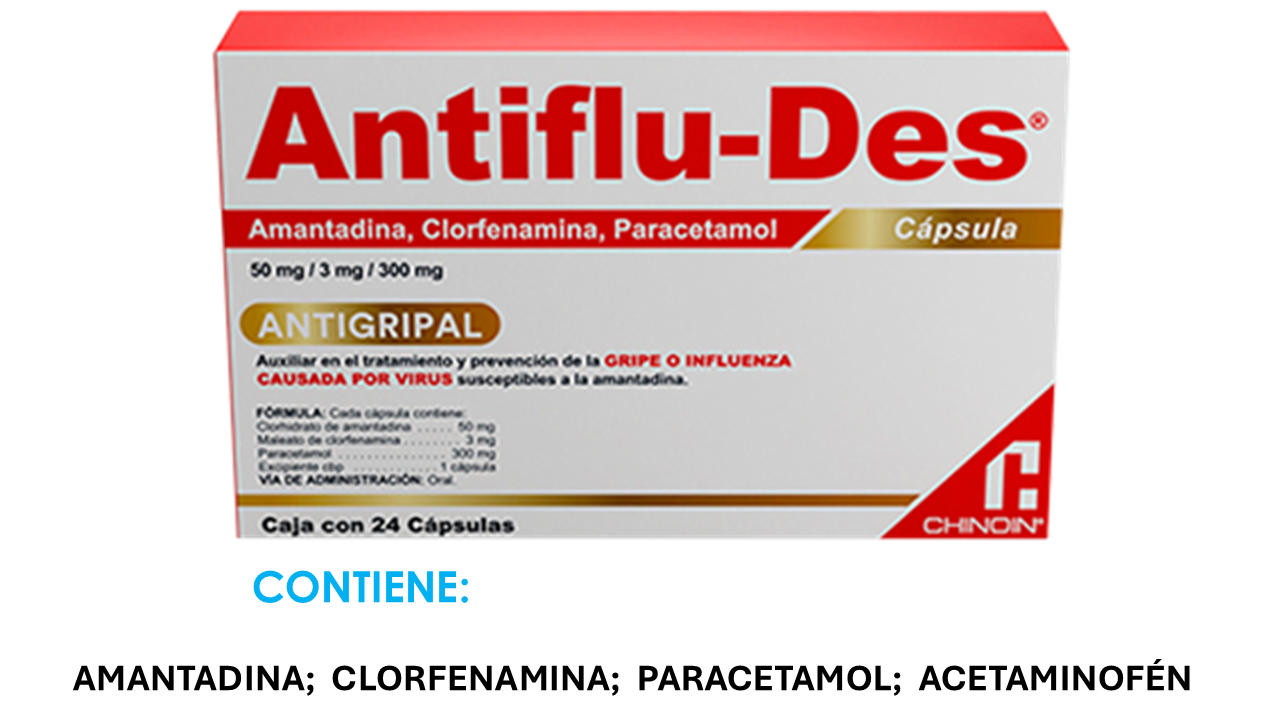 Antiflu-Des®
Amantadina, Clorfenamina, Paracetamol
Cápsula
50 mg / 3 mg / 300 mg
ANTIGRIPAL
Auxiliar en el tratamiento y prevención de la GRIPE O INFLUENZA
CAUSADA POR VIRUS susceptibles a la amantadina.
FÓRMULA: Cada cápsula contiene:
Clorhidrato de amantadina ..... 50 mg
Maleato de clorfenamina ........ 3 mg
Paracetamol .............. 300 mg
Excipiente cbp ............ 1 cápsula
VÍA DE ADMINISTRACIÓN: Oral.
Caja con 24 Cápsulas
CHINOIN®
CONTIENE:
AMANTADINA; CLORFENAMINA; PARACETAMOL; ACETAMINOFÉN